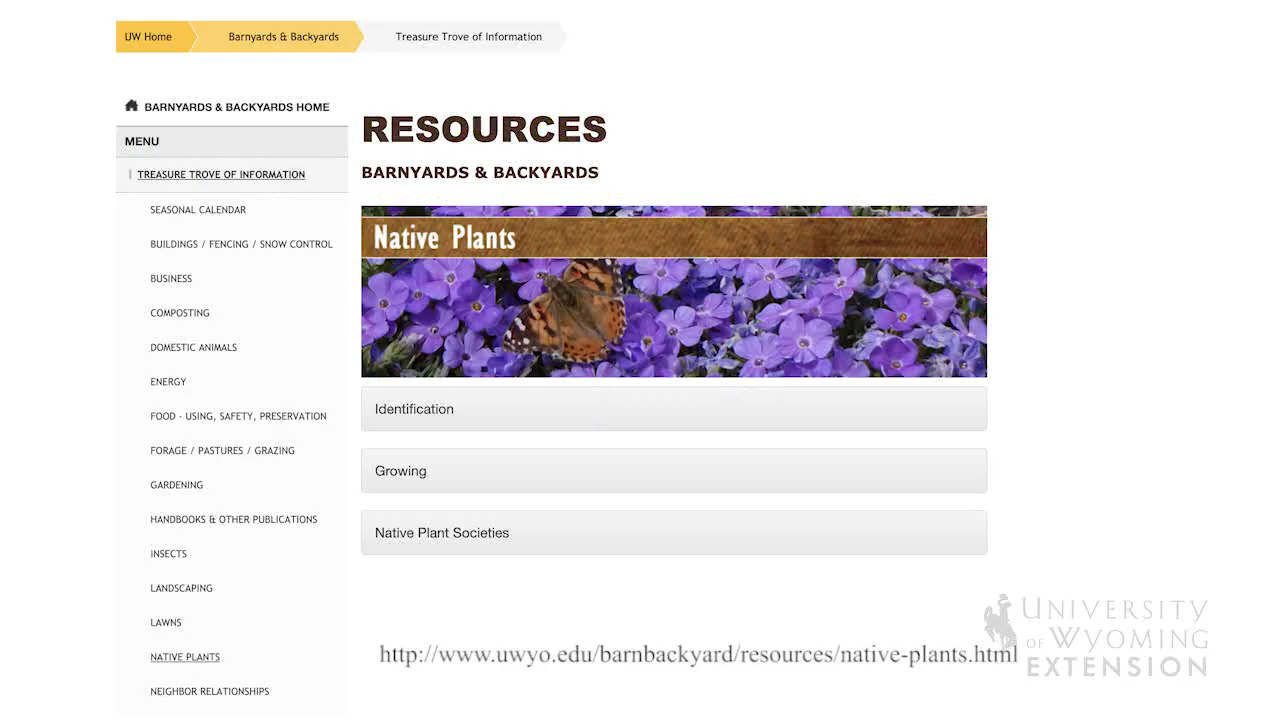 UW Home
Barnyards & Backyards
Treasure Trove of Information
BARNYARDS & BACKYARDS HOME
MENU
TREASURE TROVE OF INFORMATION
SEASONAL CALENDAR
BUILDINGS / FENCING / SNOW CONTROL
BUSINESS
COMPOSTING
DOMESTIC ANIMALS
ENERGY
FOOD - USING, SAFETY, PRESERVATION
FORAGE / PASTURES / GRAZING
GARDENING
HANDBOOKS & OTHER PUBLICATIONS
INSECTS
LANDSCAPING
LAWNS
NATIVE PLANTS
NEIGHBOR RELATIONSHIPS
RESOURCES
BARNYARDS & BACKYARDS
Native Plants
Identification
Growing
Native Plant Societies
http://www.uwyo.edu/barnbackyard/resources/native-plants.html
UNIVERSITY
OF WYOMING
EXTENSION